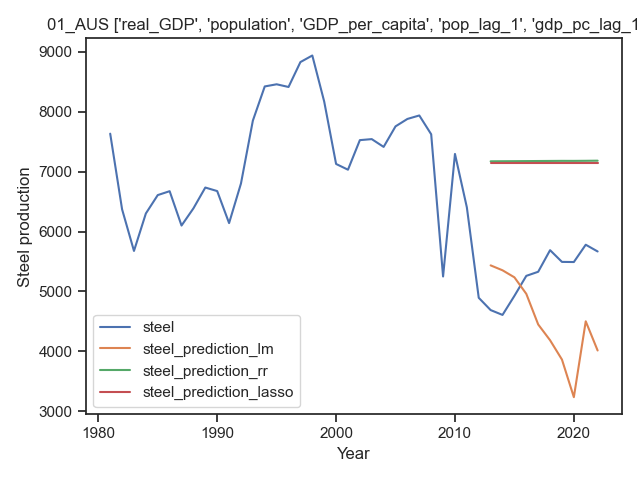 01_AUS ['real_GDP', 'population', 'GDP_per_capita', 'pop_lag_1', 'gdp_pc_lag_1
9000
8000
7000
6000
5000
4000
3000
Steel production
steel
steel_prediction_lm
steel_prediction_rr
steel_prediction_lasso
1980
1990
2000
2010
2020
Year